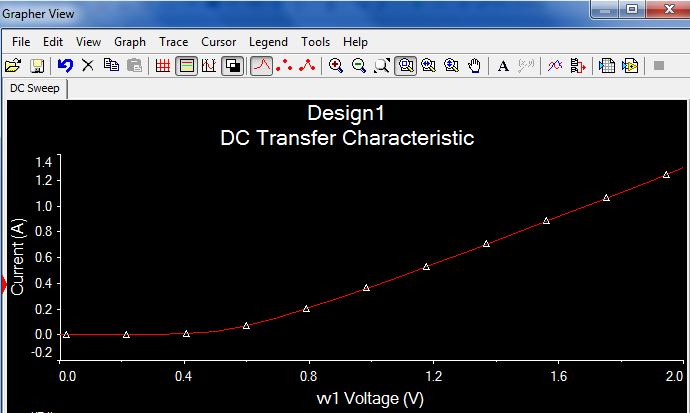 Grapher View
File Edit View Graph Trace Cursor Legend Tools Help
A
DC Sweep
Design1
DC Transfer Characteristic
Current (A)
1.4
1.2
1.0
0.8
0.6
0.4
0.2
0.0
-0.2
0.0 0.4 0.8 1.2 1.6 2.0
vv1 Voltage (V)